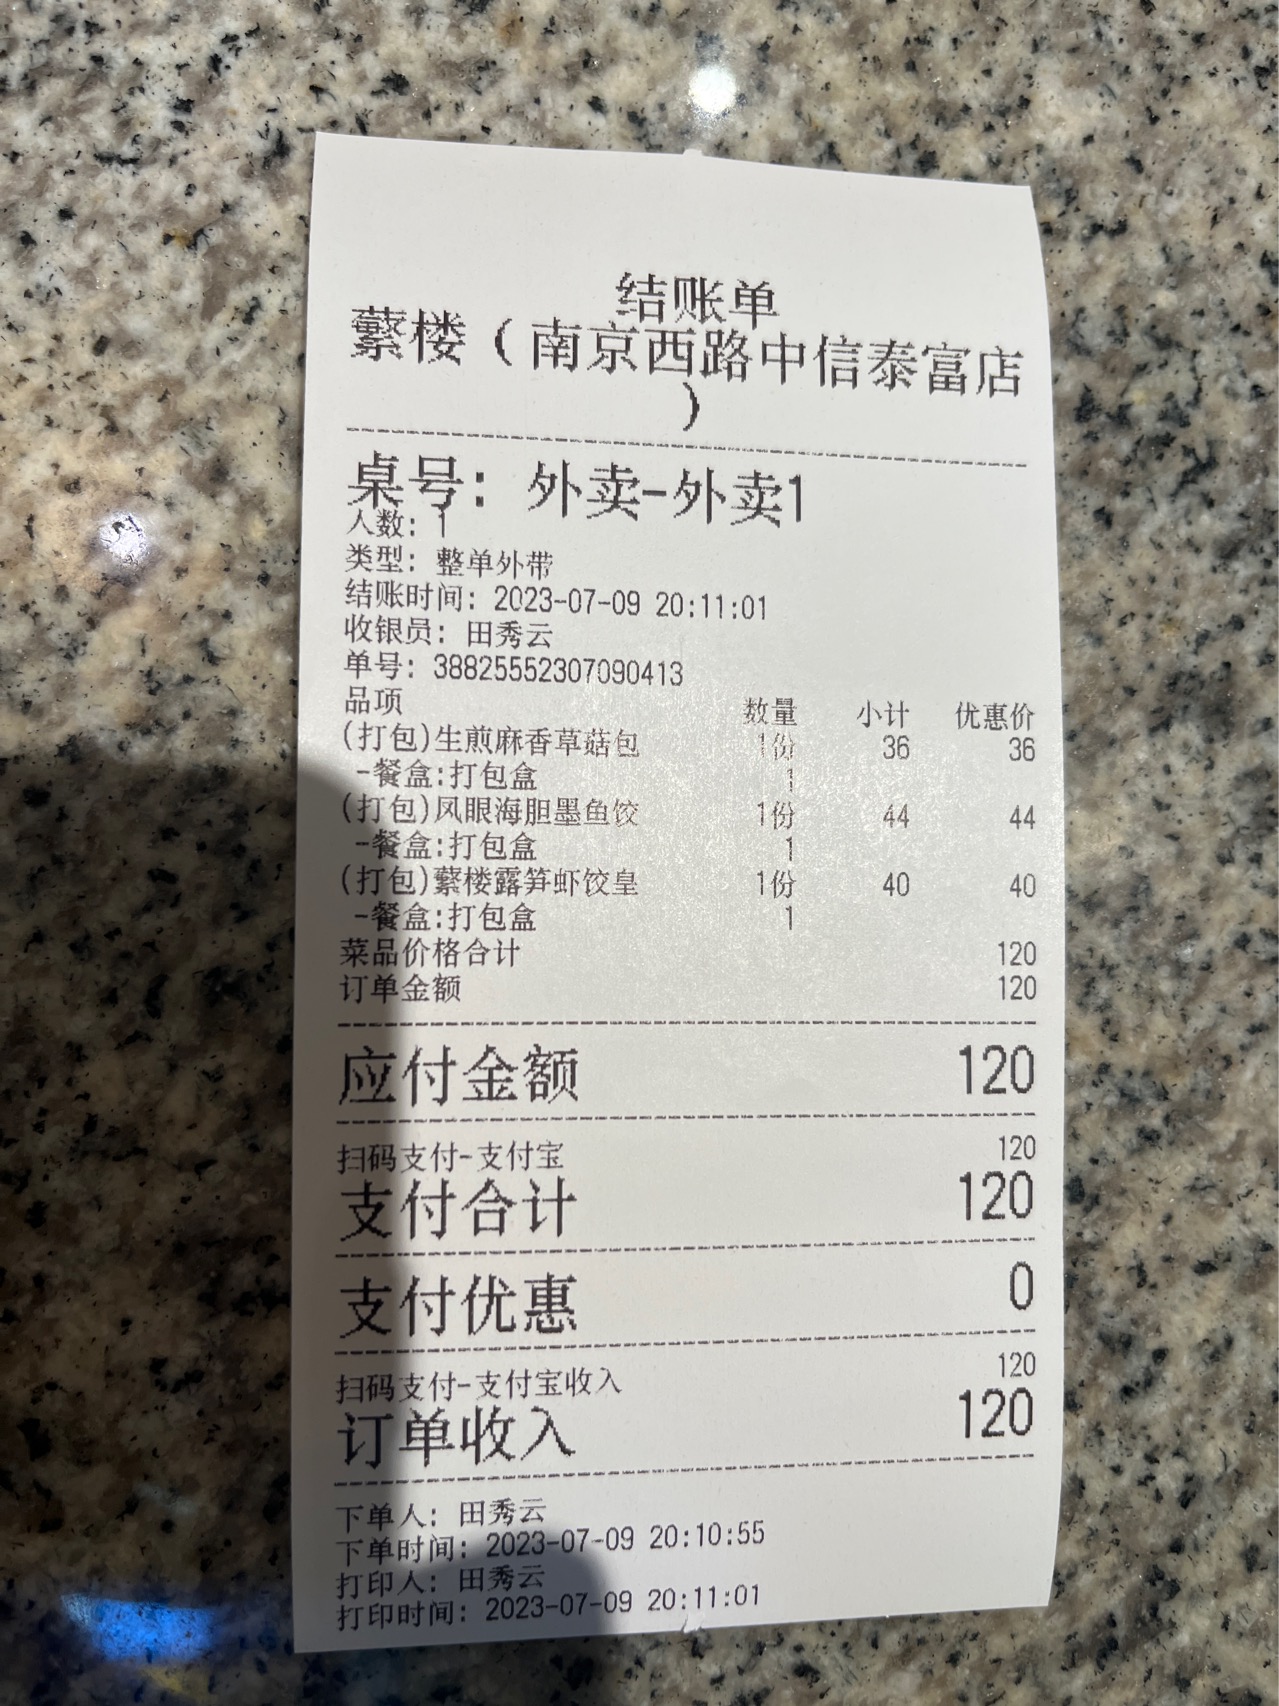 结账单
蘩楼（南京西路中信泰富店
）
桌号：外卖-外卖1
人数：1
类型：整单外带
结账时间：2023-07-09 20:11:01
收银员：田秀云
单号：38825552307090413
品项 数量 小计 优惠价
(打包)生煎麻香草菇包 1份 36 36
-餐盒:打包盒 1
(打包)凤眼海胆墨鱼饺 1份 44 44
-餐盒:打包盒 1
(打包)蘩楼露笋虾饺皇 1份 40 40
-餐盒:打包盒 1
菜品价格合计 120
订单金额 120
应付金额 120
扫码支付-支付宝 120
支付合计 120
支付优惠 0
扫码支付-支付宝收入 120
订单收入 120
下单人：田秀云
下单时间：2023-07-09 20:10:55
打印人：田秀云
打印时间：2023-07-09 20:11:01